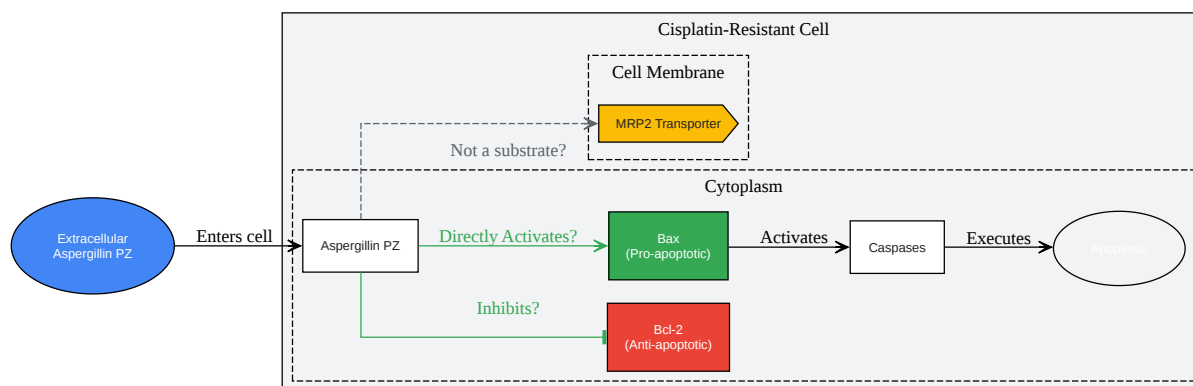 Cisplatin-Resistant Cell
Cell Membrane
MRP2 Transporter
Not a substrate?
Cytoplasm
Extracellular
Aspergillin PZ
Enters cell
Aspergillin PZ
Directly Activates?
Bax
(Pro-apoptotic)
Activates
Caspases
Executes
Apoptosis
Inhibits?
Bcl-2
(Anti-apoptotic)